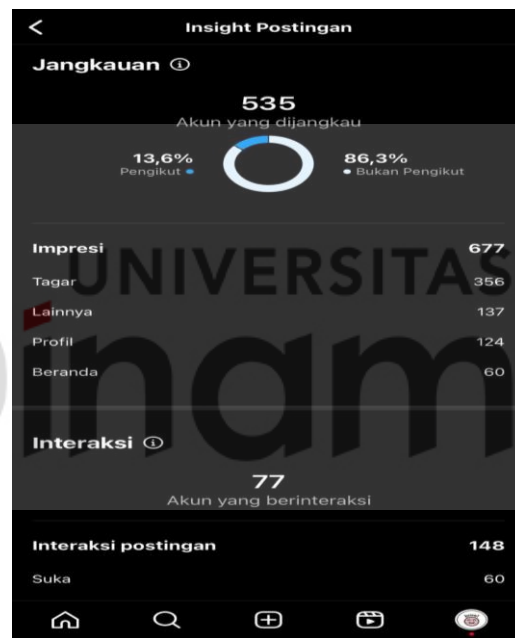 Insight Postingan
Jangkauan
535
Akun yang dijangkau
13,6%
Pengikut
86,3%
Bukan Pengikut
Impresi 677
Tagar 356
Lainnya 137
Profil 124
Beranda 60
UNIVERSITAS
inam
Interaksi
77
Akun yang berinteraksi
Interaksi postingan 148
Suka 60